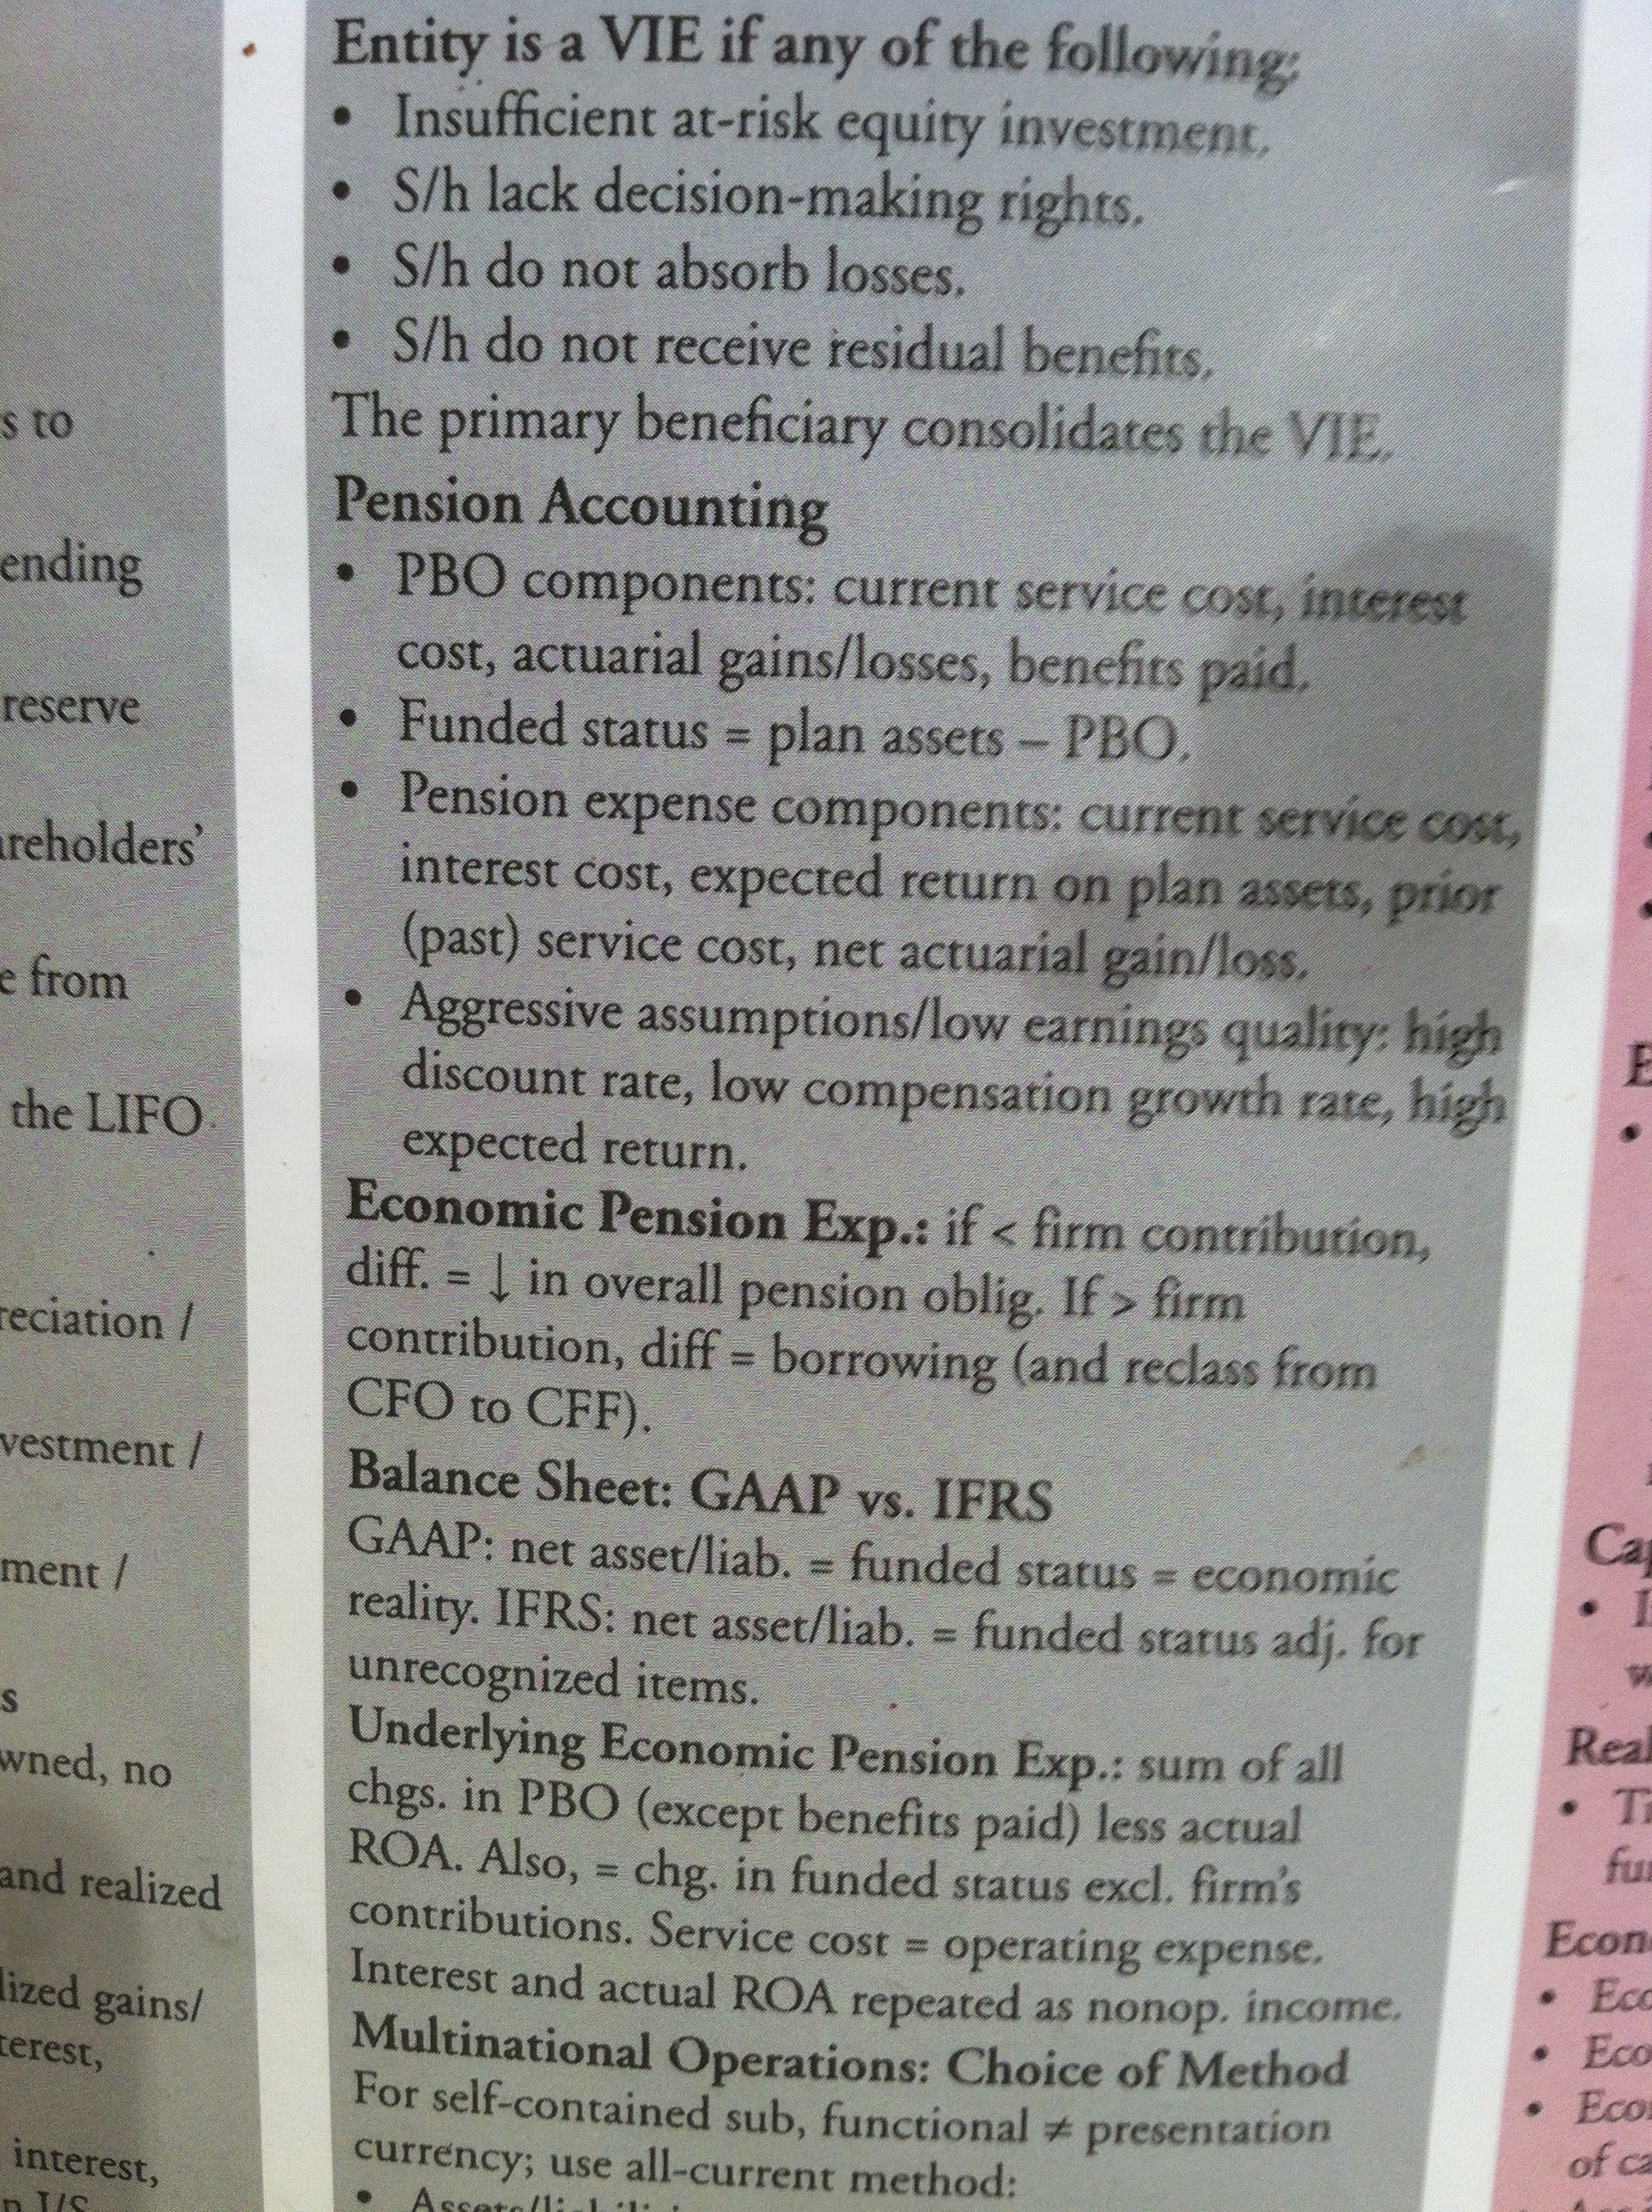 s to
ending
reserve
areholders'
e from
the LIFO
reciation /
vestment /
ment /
s
wned, no
and realized
lized gains/
terest,
interest,
Entity is a VIE if any of the following:
• Insufficient at-risk equity investment.
• S/h lack decision-making rights.
• S/h do not absorb losses.
• S/h do not receive residual benefits.
The primary beneficiary consolidates the VIE.
Pension Accounting
• PBO components: current service cost, interest
cost, actuarial gains/losses, benefits paid.
• Funded status = plan assets – PBO.
• Pension expense components: current service cost,
interest cost, expected return on plan assets, prior
(past) service cost, net actuarial gain/loss.
• Aggressive assumptions/low earnings quality: high
discount rate, low compensation growth rate, high
expected return.
Economic Pension Exp.: if < firm contribution,
diff. = ↓ in overall pension oblig. If > firm
contribution, diff = borrowing (and reclass from
CFO to CFF).
Balance Sheet: GAAP vs. IFRS
GAAP: net asset/liab. = funded status = economic
reality. IFRS: net asset/liab. = funded status adj. for
unrecognized items.
Underlying Economic Pension Exp.: sum of all
chgs. in PBO (except benefits paid) less actual
ROA. Also, = chg. in funded status excl. firm's
contributions. Service cost = operating expense.
Interest and actual ROA repeated as nonop. income.
Multinational Operations: Choice of Method
For self-contained sub, functional ≠ presentation
currency; use all-current method:
E
Ca
Real
• Ti
fu
Econ
• Eco
• Eco
• Econ
of ca